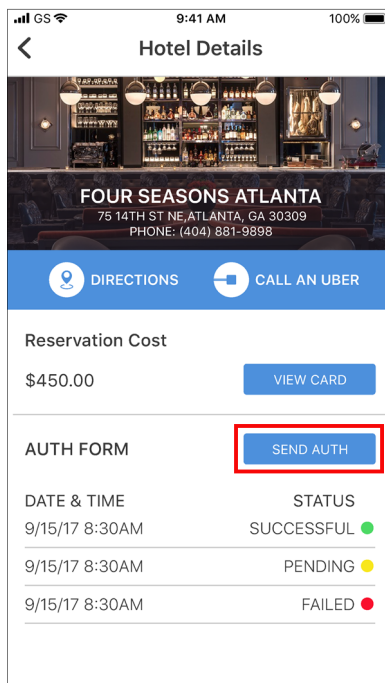 GS 9:41 AM 100%
Hotel Details
FOUR SEASONS ATLANTA
75 14TH ST NE,ATLANTA, GA 30309
PHONE: (404) 881-9898
DIRECTIONS CALL AN UBER
Reservation Cost
$450.00 VIEW CARD
AUTH FORM SEND AUTH
DATE & TIME STATUS
9/15/17 8:30AM SUCCESSFUL
9/15/17 8:30AM PENDING
9/15/17 8:30AM FAILED